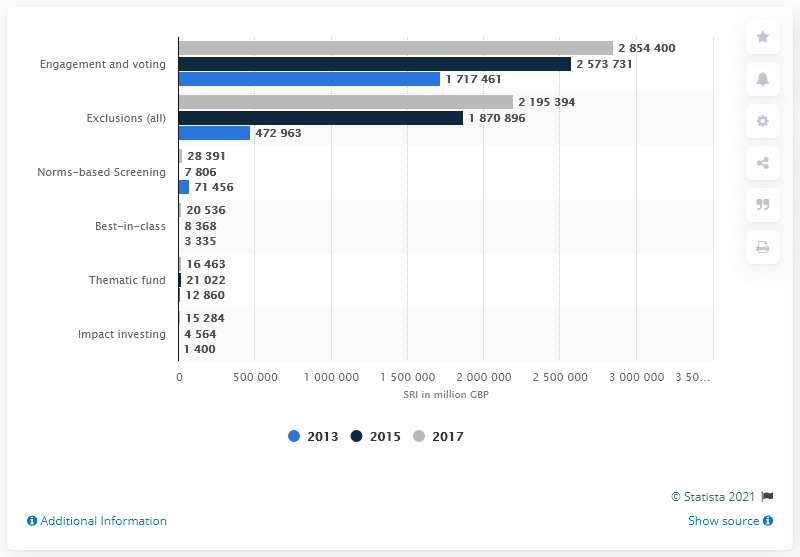 Engagement and voting
2 854 400
2 573 731
1 717 461
Exclusions (all)
2 195 394
1 870 896
472 963
Norms-based Screening
28 391
7 806
71 456
Best-in-class
20 536
8 368
3 335
Thematic fund
16 463
21 022
12 860
Impact investing
15 284
4 564
1 400
0 500 000 1 000 000 1 500 000 2 000 000 2 500 000 3 000 000 3 50...
SRI in million GBP
2013 2015 2017
© Statista 2021
Additional Information Show source